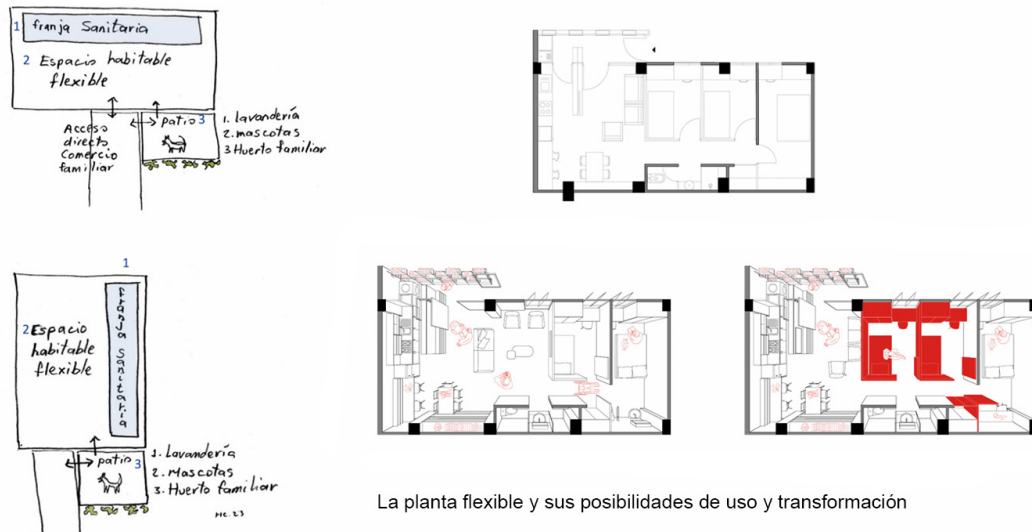 1
franja Sanitaria
2 Espacio habitable
flexible
Acceso
directo
Comercio
familiar
patio 3
1. lavandería
2. mascotas
3 Huerto familiar
1
franja Sanitaria
2 Espacio
habitable
flexible
patio 3
1. Lavandería
2. Mascotas
3. Huerto familiar
La planta flexible y sus posibilidades de uso y transformación